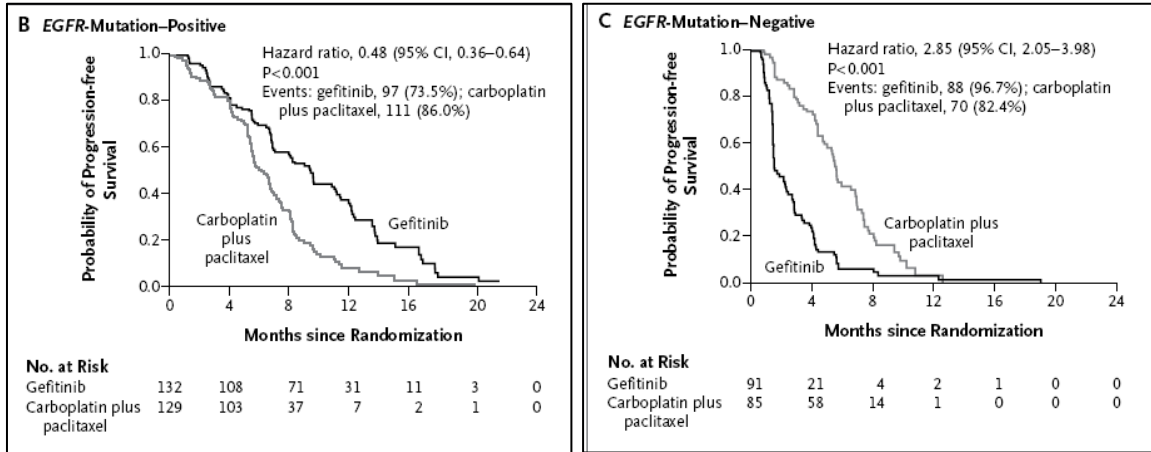 B EGFR-Mutation–Positive
Hazard ratio, 0.48 (95% CI, 0.36–0.64)
P<0.001
Events: gefitinib, 97 (73.5%); carboplatin
plus paclitaxel, 111 (86.0%)
Probability of Progression-free
Survival
1.0
0.8
0.6
0.4
0.2
0.0
Carboplatin
plus
paclitaxel
Gefitinib
0 4 8 12 16 20 24
Months since Randomization
No. at Risk
Gefitinib 132 108 71 31 11 3 0
Carboplatin plus 129 103 37 7 2 1 0
paclitaxel
C EGFR-Mutation–Negative
Hazard ratio, 2.85 (95% CI, 2.05–3.98)
P<0.001
Events: gefitinib, 88 (96.7%); carboplatin
plus paclitaxel, 70 (82.4%)
Probability of Progression-free
Survival
1.0
0.8
0.6
0.4
0.2
0.0
Carboplatin plus
paclitaxel
Gefitinib
0 4 8 12 16 20 24
Months since Randomization
No. at Risk
Gefitinib 91 21 4 2 1 0 0
Carboplatin plus 85 58 14 1 0 0 0
paclitaxel